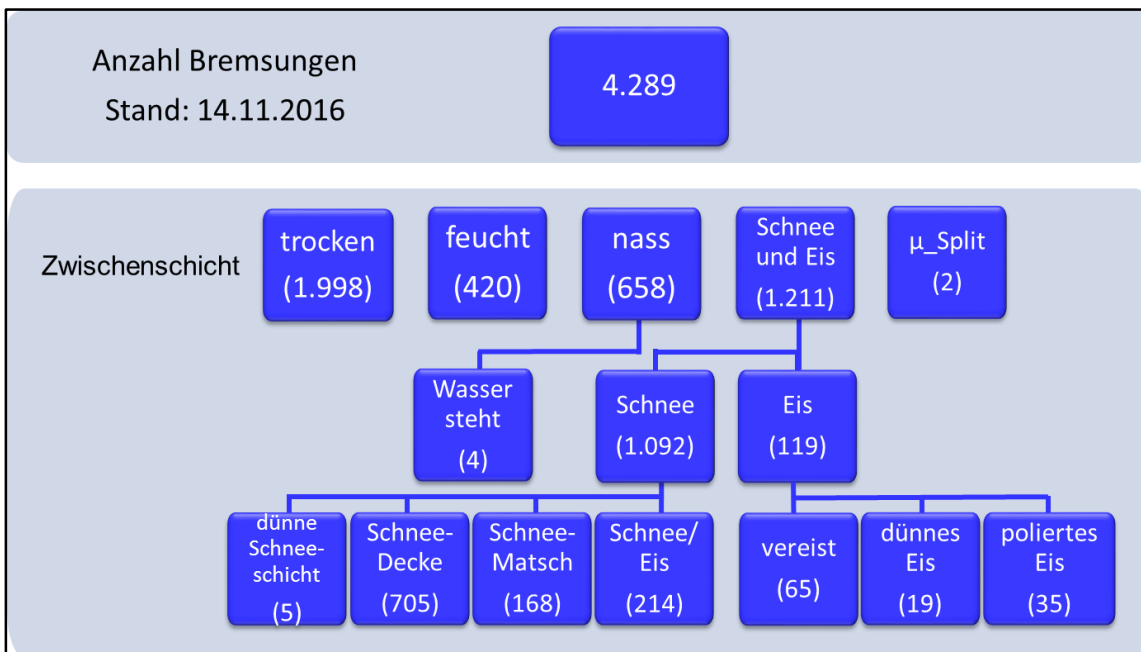 Anzahl Bremsungen
Stand: 14.11.2016
4.289
Zwischenschicht
trocken
(1.998)
feucht
(420)
nass
(658)
Schnee
und Eis
(1.211)
µ_Split
(2)
Wasser
steht
(4)
Schnee
(1.092)
Eis
(119)
dünne
Schnee-
schicht
(5)
Schnee-
Decke
(705)
Schnee-
Matsch
(168)
Schnee/
Eis
(214)
vereist
(65)
dünnes
Eis
(19)
poliertes
Eis
(35)